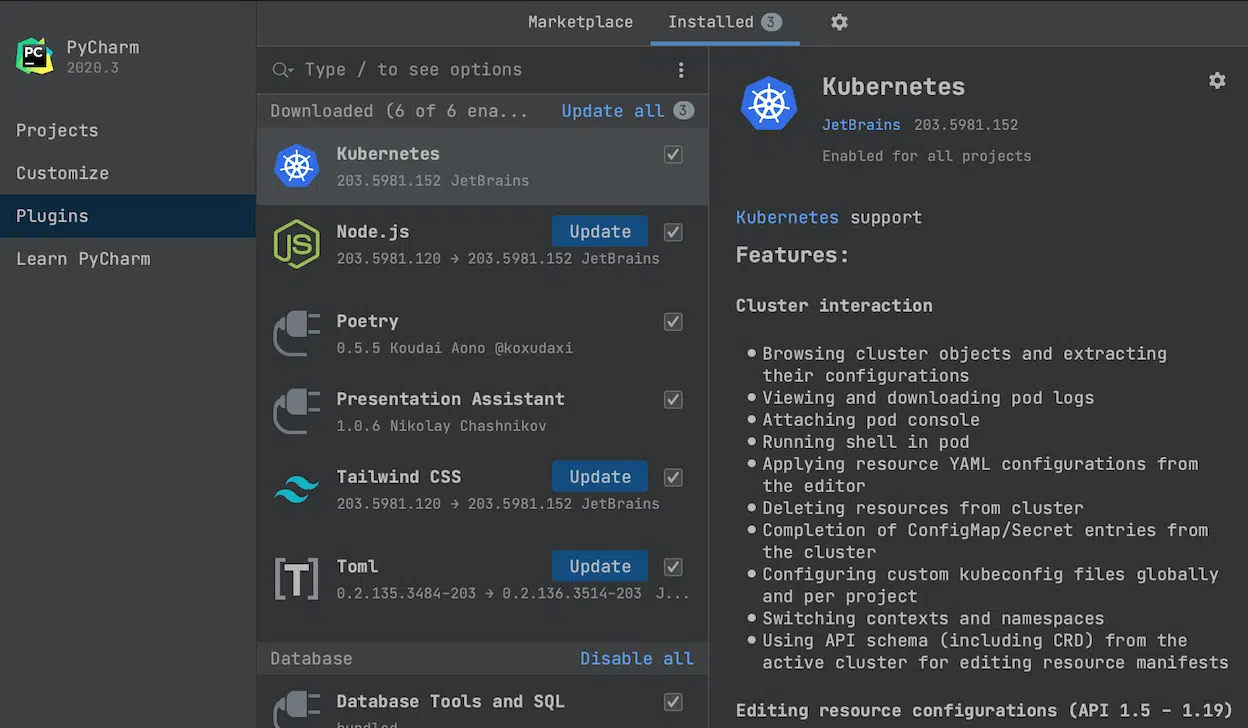 Marketplace Installed 3
PC PyCharm
2020.3
Projects
Customize
Plugins
Learn PyCharm
Type / to see options
Downloaded (6 of 6 ena... Update all 3
Kubernetes
203.5981.152 JetBrains
JS Node.js Update
203.5981.120 → 203.5981.152 JetBrains
Poetry
0.5.5 Koudai Aono @koxudaxi
Presentation Assistant
1.0.6 Nikolay Chashnikov
Tailwind CSS Update
203.5981.120 → 203.5981.152 JetBrains
[T] Toml Update
0.2.135.3484-203 → 0.2.136.3514-203 J...
Database Disable all
Database Tools and SQL
bundled
Kubernetes
JetBrains 203.5981.152
Enabled for all projects
Kubernetes support
Features:
Cluster interaction
• Browsing cluster objects and extracting
their configurations
• Viewing and downloading pod logs
• Attaching pod console
• Running shell in pod
• Applying resource YAML configurations from
the editor
• Deleting resources from cluster
• Completion of ConfigMap/Secret entries from
the cluster
• Configuring custom kubeconfig files globally
and per project
• Switching contexts and namespaces
• Using API schema (including CRD) from the
active cluster for editing resource manifests
Editing resource configurations (API 1.5 – 1.19)